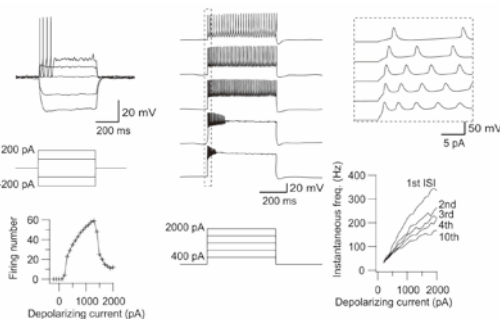 20 mV
200 ms
200 pA
-200 pA
Firing number
60
40
20
0
0
1000
2000
Depolarizing current (pA)
20 mV
200 ms
2000 pA
400 pA
50 mV
5 pA
Instantaneous freq. (Hz)
400
300
200
100
0
1st ISI
2nd
3rd
4th
10th
0
1000
2000
Depolarizing current (pA)